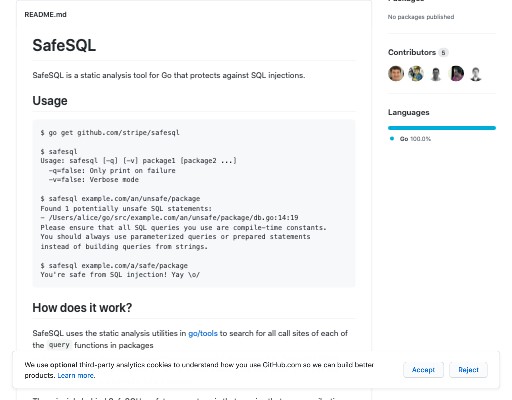 README.md
SafeSQL
SafeSQL is a static analysis tool for Go that protects against SQL injections.
Usage
$ go get github.com/stripe/safesql
$ safesql
Usage: safesql [-q] [-v] package1 [package2 ...]
-q=false: Only print on failure
-v=false: Verbose mode
$ safesql example.com/an/unsafe/package
Found 1 potentially unsafe SQL statements:
- /Users/alice/go/src/example.com/an/unsafe/package/db.go:14:19
Please ensure that all SQL queries you use are compile-time constants.
You should always use parameterized queries or prepared statements
instead of building queries from strings.
$ safesql example.com/a/safe/package
You're safe from SQL injection! Yay \o/
How does it work?
SafeSQL uses the static analysis utilities in go/tools to search for all call sites of each of
the query functions in packages
No packages published
Contributors 5
Languages
Go 100.0%
We use optional third-party analytics cookies to understand how you use GitHub.com so we can build better
products. Learn more.
Accept
Reject